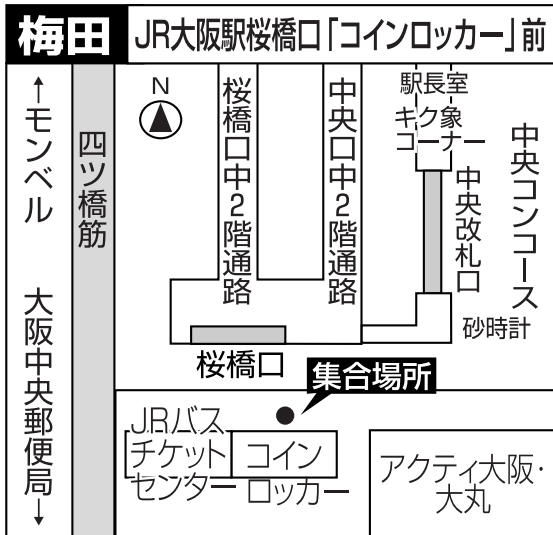 梅田 JR大阪駅桜橋口「コインロッカー」前
↑モンベル
大阪中央郵便局↓
四ツ橋筋
N
桜橋口中2階通路
中央口中2階通路
駅長室
キク象
コーナー
中央改札口
中央コンコース
砂時計
桜橋口
集合場所
JRバス
チケット
センター
コイン
ロッカー
アクティ大阪・
大丸